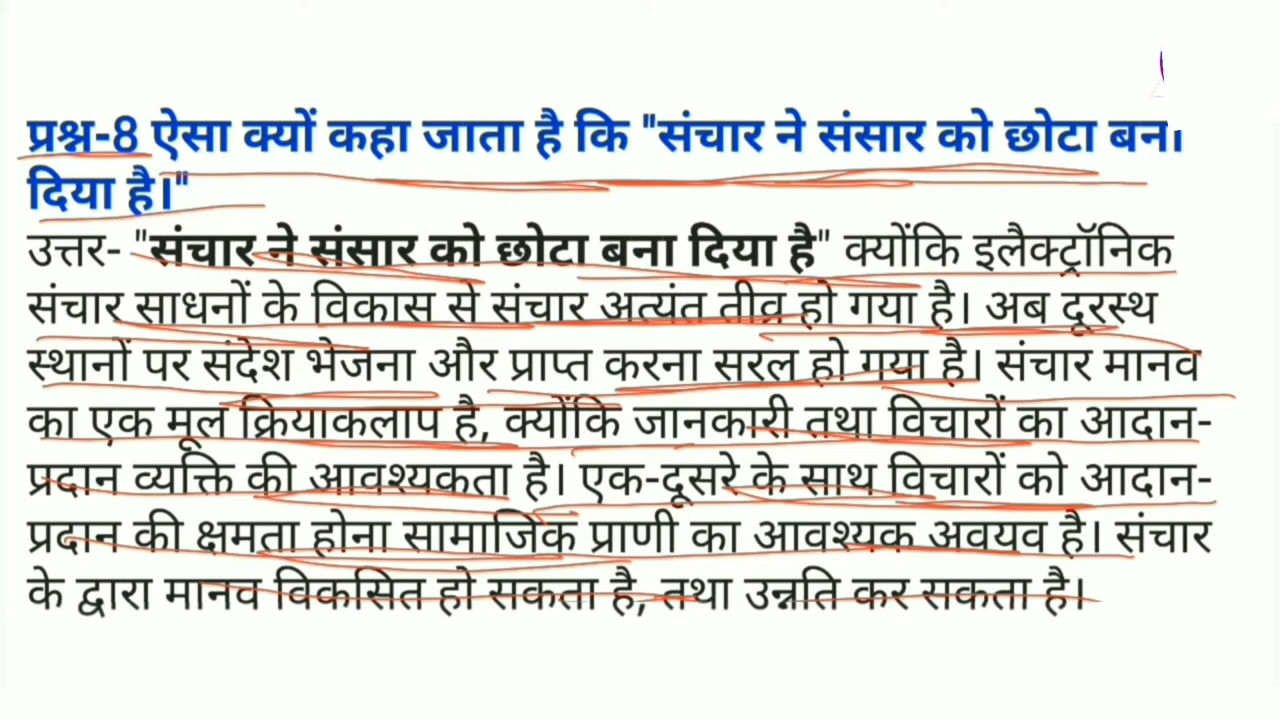 प्रश्न-8 ऐसा क्यों कहा जाता है कि "संचार ने संसार को छोटा बना
दिया है।"
उत्तर- "संचार ने संसार को छोटा बना दिया है" क्योंकि इलैक्ट्रॉनिक
संचार साधनों के विकास से संचार अत्यंत तीव्र हो गया है। अब दूरस्थ
स्थानों पर संदेश भेजना और प्राप्त करना सरल हो गया है। संचार मानव
का एक मूल क्रियाकलाप है, क्योंकि जानकारी तथा विचारों का आदान-
प्रदान व्यक्ति की आवश्यकता है। एक-दूसरे के साथ विचारों को आदान-
प्रदान की क्षमता होना सामाजिक प्राणी का आवश्यक अवयव है। संचार
के द्वारा मानव विकसित हो सकता है, तथा उन्नति कर सकता है।